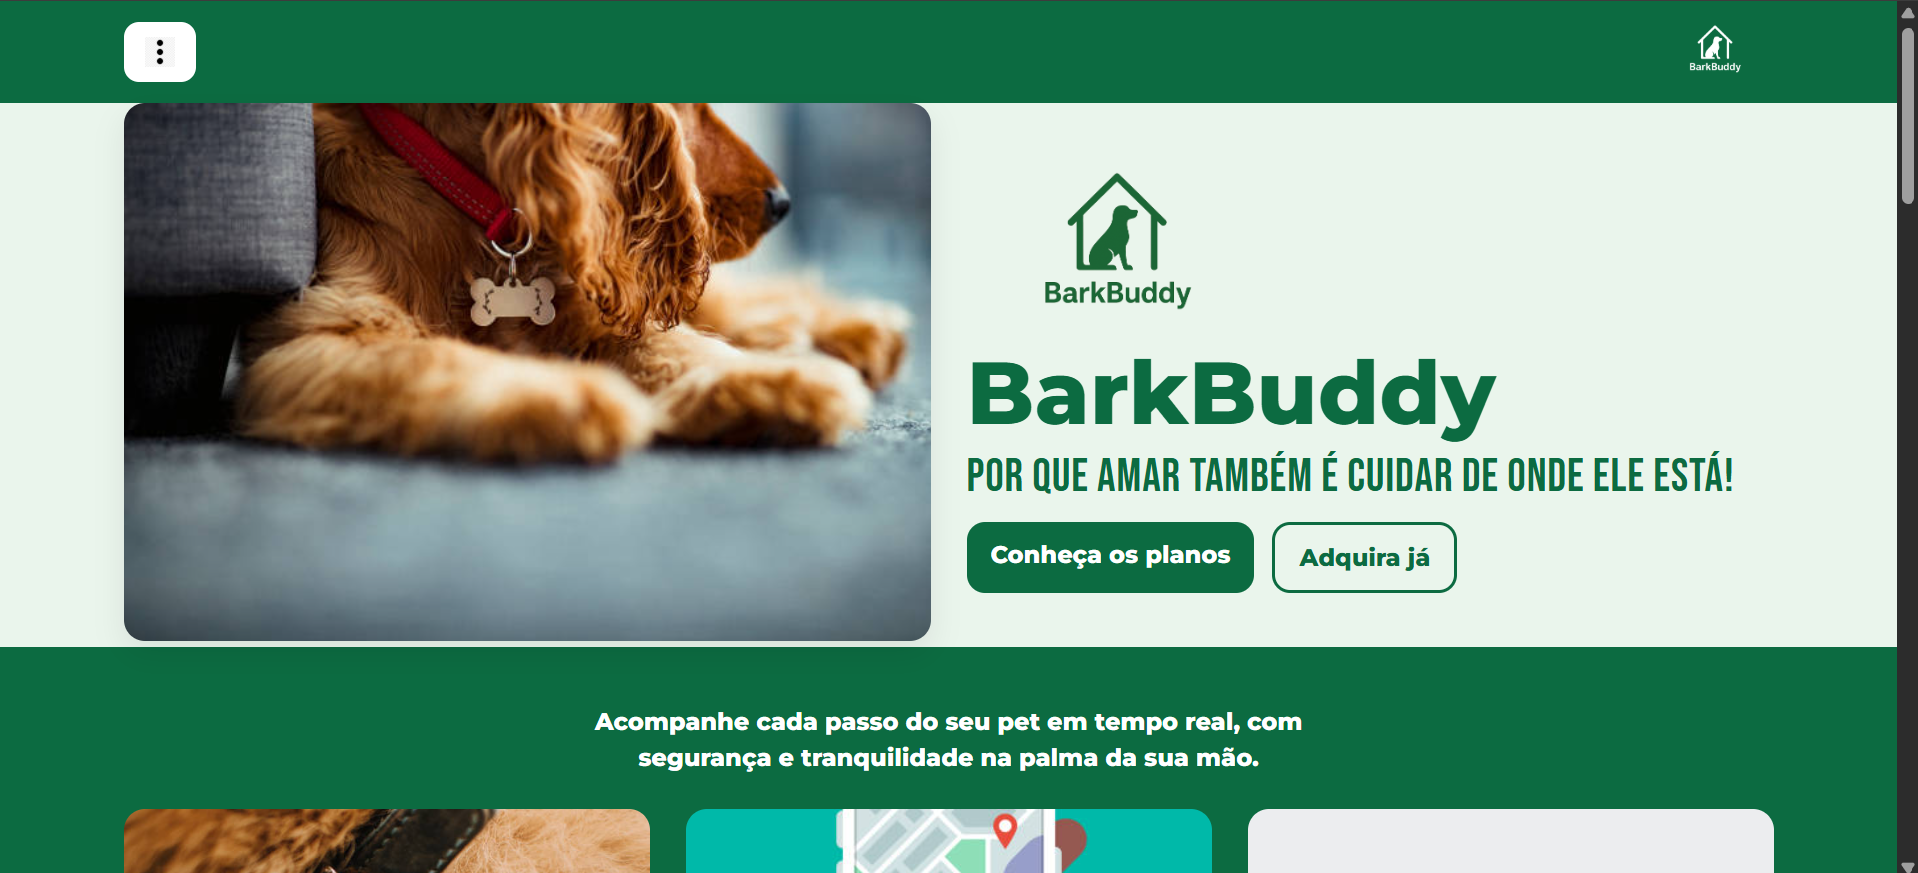 BarkBuddy
BarkBuddy
BarkBuddy
POR QUE AMAR TAMBÉM É CUIDAR DE ONDE ELE ESTÁ!
Conheça os planos
Adquira já
Acompanhe cada passo do seu pet em tempo real, com
segurança e tranquilidade na palma da sua mão.